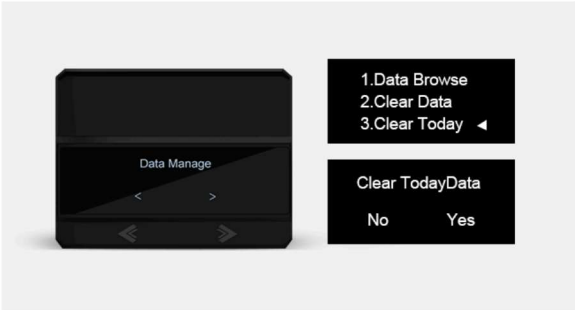 Data Manage
< >
1.Data Browse
2.Clear Data
3.Clear Today ◄
Clear TodayData
No Yes